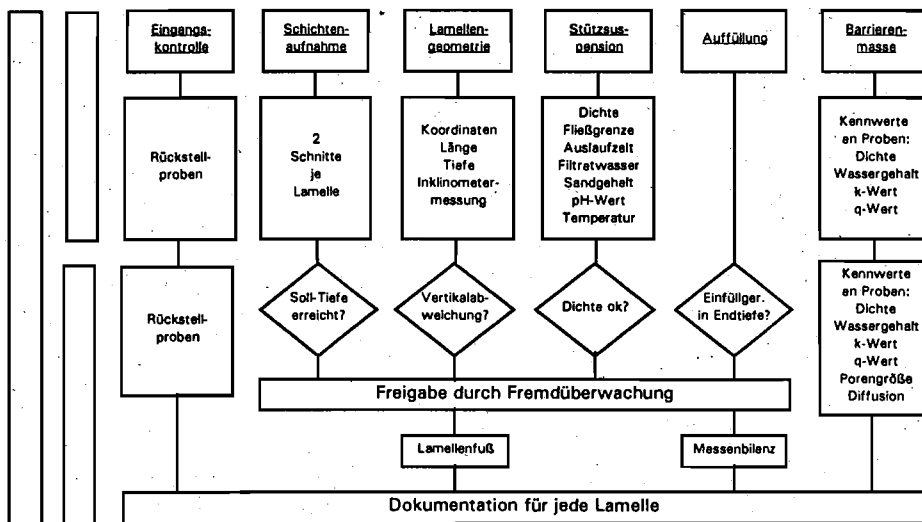 Eingangs-
kontrolle
Schichten-
aufnahme
Lamellen-
geometrie
Stützsus-
pension
Auffüllung
Barrieren-
masse
Rückstell-
proben
2
Schnitte
je
Lamelle
Koordinaten
Länge
Tiefe
Inklinometer-
messung
Dichte
Fließgrenze
Auslaufzeit
Filtratwasser
Sandgehalt
pH-Wert
Temperatur
Kennwerte
an Proben:
Dichte
Wassergehalt
k-Wert
q-Wert
Rückstell-
proben
Soll-Tiefe
erreicht?
Vertikalab-
weichung?
Dichte ok?
Einfüllger.
in Endtiefe?
Kennwerte
an Proben:
Dichte
Wassergehalt
k-Wert
q-Wert
Porengröße
Diffusion
Freigabe durch Fremdüberwachung
Lamellenfuß
Massenbilanz
Dokumentation für jede Lamelle